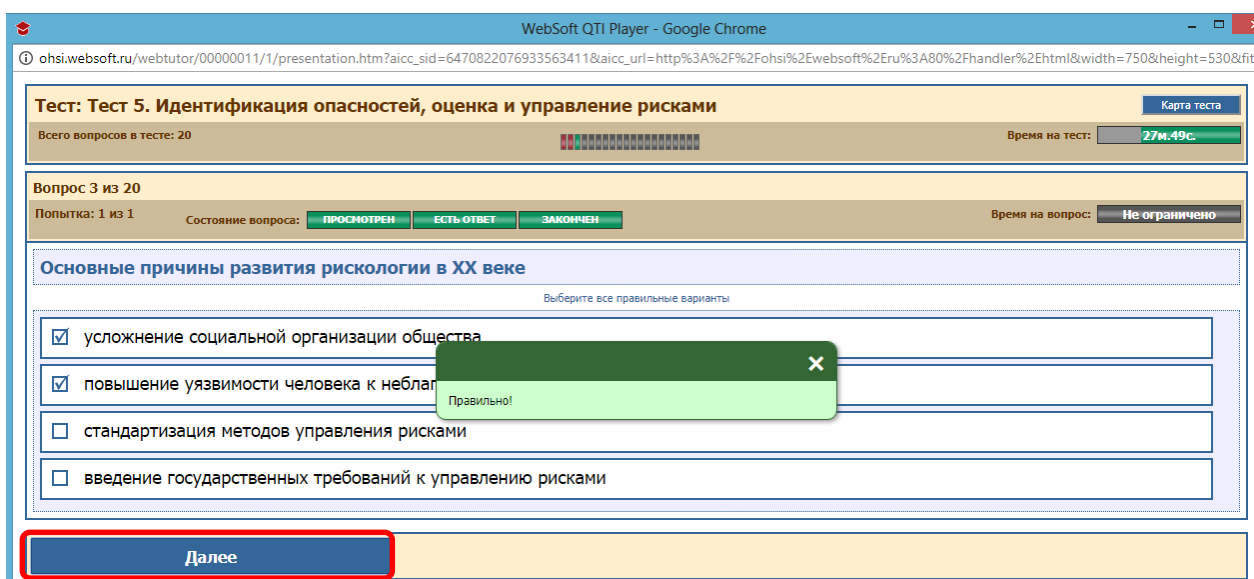 WebSoft QTI Player - Google Chrome
ohsi.websoft.ru/webtutor/00000011/1/presentation.htm?aicc_sid=6470822076933563411&aicc_url=http%3A%2F%2Fohsi%2Ewebsoft%2Eru%3A80%2Fhandler%2Ehtml&width=750&height=530&fit
Тест: Тест 5. Идентификация опасностей, оценка и управление рисками
Карта теста
Всего вопросов в тесте: 20
Время на тест: 27м.49с.
Вопрос 3 из 20
Попытка: 1 из 1
Состояние вопроса: ПРОСМОТРЕН ЕСТЬ ОТВЕТ ЗАКОНЧЕН
Время на вопрос: Не ограничено
Основные причины развития рискологии в XX веке
Выберите все правильные варианты
усложнение социальной организации общества
повышение уязвимости человека к неблаг
Правильно!
стандартизация методов управления рисками
введение государственных требований к управлению рисками
Далее